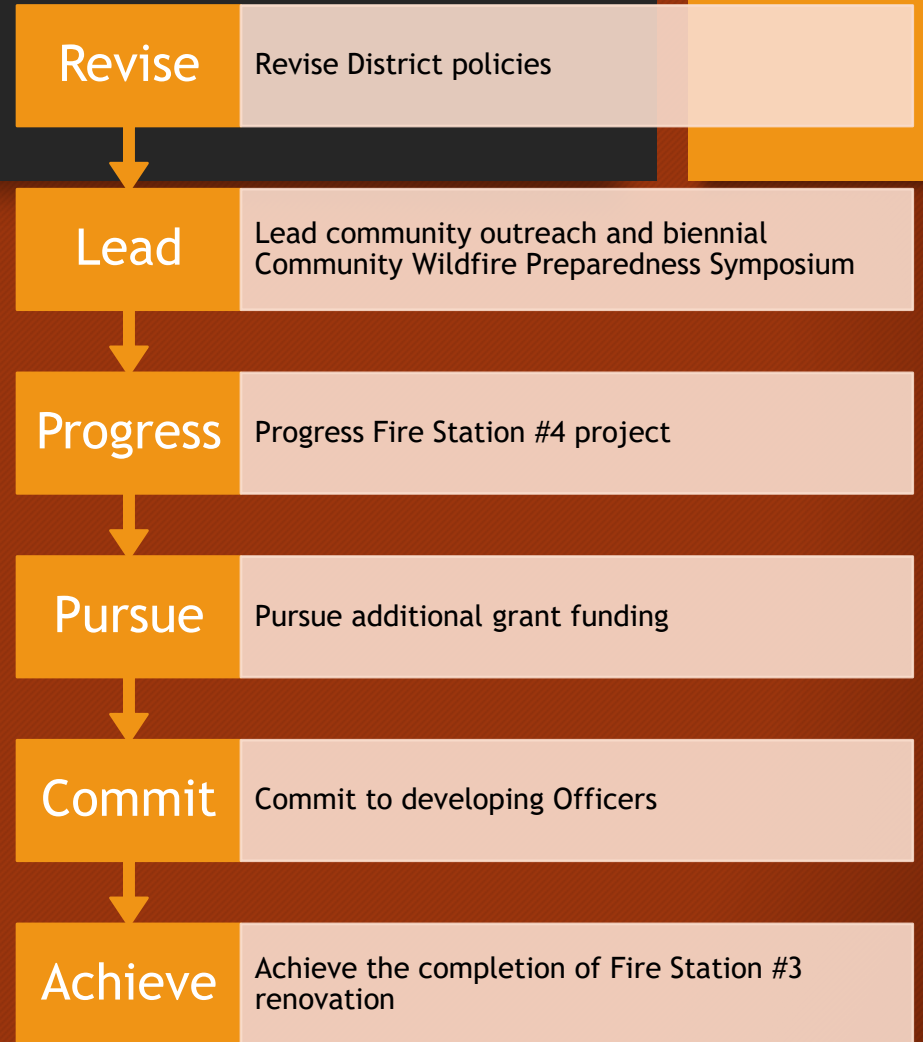 Revise
Revise District policies
Lead
Lead community outreach and biennial
Community Wildfire Preparedness Symposium
Progress
Progress Fire Station #4 project
Pursue
Pursue additional grant funding
Commit
Commit to developing Officers
Achieve
Achieve the completion of Fire Station #3
renovation